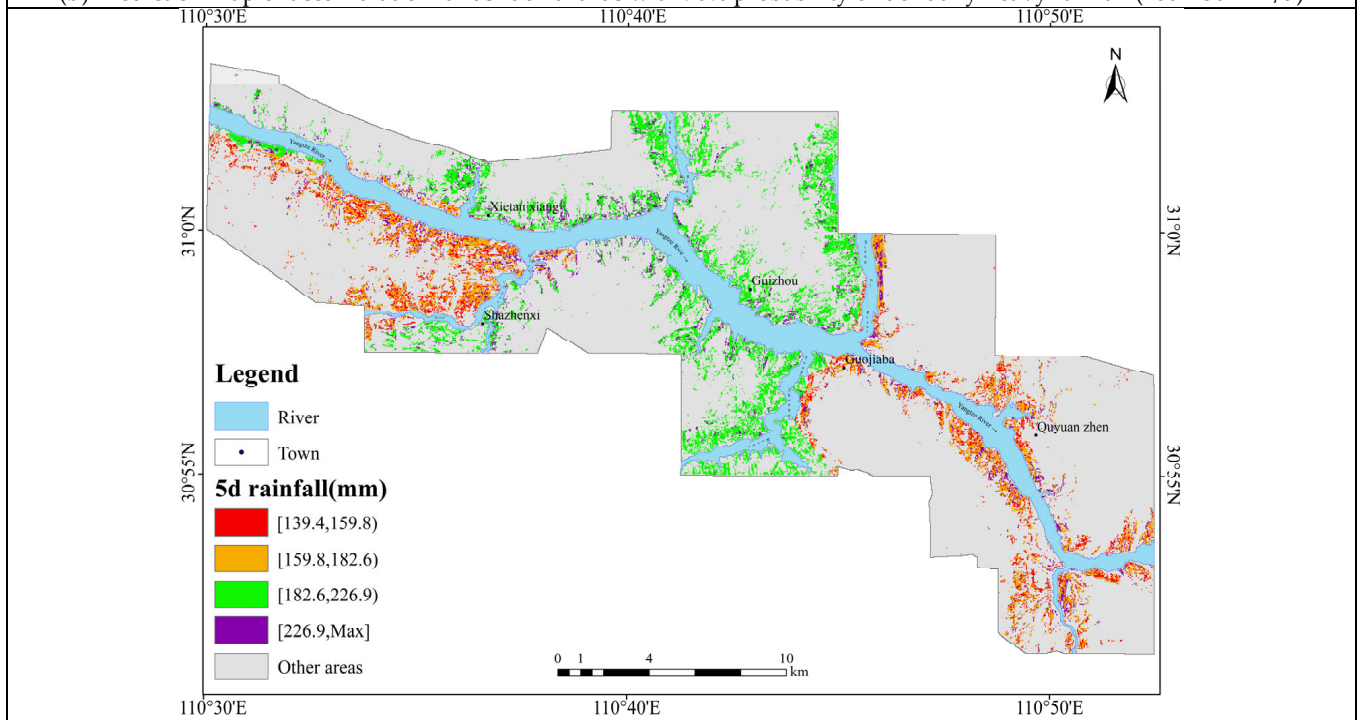 110°30'E 110°40'E 110°50'E
N
Yangtze River →
Xietan xiang
31°0'N
31°0'N
Yangtze River →
Guizhou
Shazhenxi
Guojiaba
Legend
River
Yangtze River →
Quyuan zhen
Town
30°55'N
30°55'N
5d rainfall(mm)
[139.4,159.8)
[159.8,182.6)
[182.6,226.9)
[226.9,Max]
Other areas
0 1 4 10
km
110°30'E 110°40'E 110°50'E